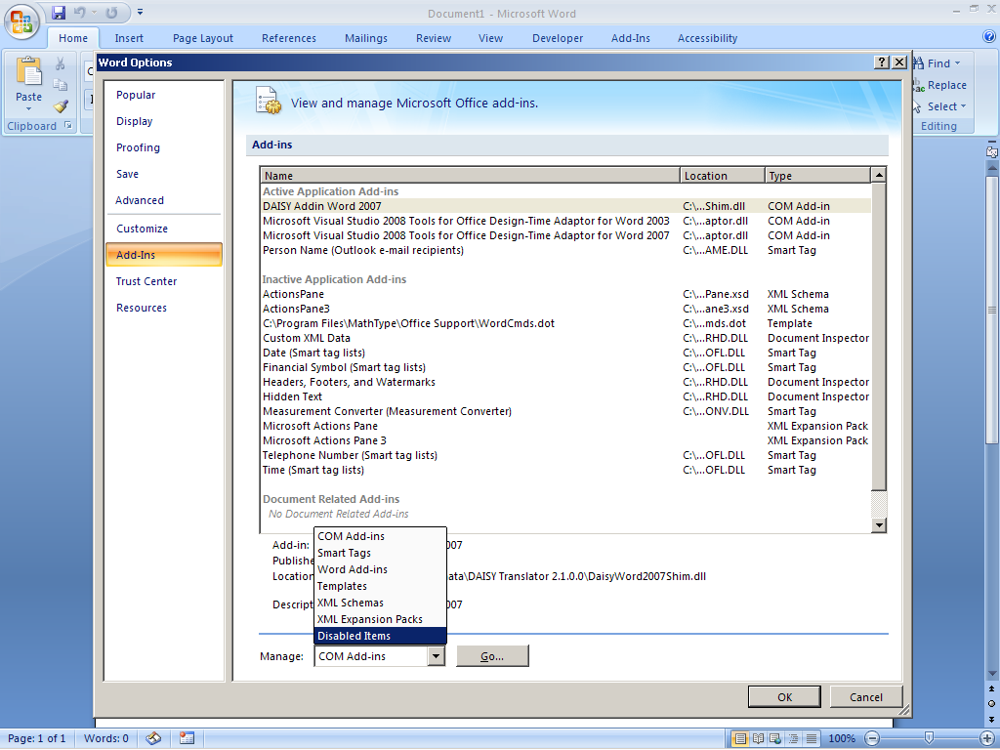 Document1 - Microsoft Word
Home Insert Page Layout References Mailings Review View Developer Add-Ins Accessibility
Paste
Clipboard
Find
Replace
Select
Editing
Word Options
Popular
Display
Proofing
Save
Advanced
Customize
Add-Ins
Trust Center
Resources
View and manage Microsoft Office add-ins.
Add-ins
Name Location Type
Active Application Add-ins
DAISY Addin Word 2007 C:\...Shim.dll COM Add-in
Microsoft Visual Studio 2008 Tools for Office Design-Time Adaptor for Word 2003 C:\...aptor.dll COM Add-in
Microsoft Visual Studio 2008 Tools for Office Design-Time Adaptor for Word 2007 C:\...aptor.dll COM Add-in
Person Name (Outlook e-mail recipients) C:\...AME.DLL Smart Tag
Inactive Application Add-ins
ActionsPane C:\...Pane.xsd XML Schema
ActionsPane3 C:\...ane3.xsd XML Schema
C:\Program Files\MathType\Office Support\WordCmds.dot C:\...mds.dot Template
Custom XML Data C:\...RHD.DLL Document Inspector
Date (Smart tag lists) C:\...OFL.DLL Smart Tag
Financial Symbol (Smart tag lists) C:\...OFL.DLL Smart Tag
Headers, Footers, and Watermarks C:\...RHD.DLL Document Inspector
Hidden Text C:\...RHD.DLL Document Inspector
Measurement Converter (Measurement Converter) C:\...ONV.DLL Smart Tag
Microsoft Actions Pane XML Expansion Pack
Microsoft Actions Pane 3 XML Expansion Pack
Telephone Number (Smart tag lists) C:\...OFL.DLL Smart Tag
Time (Smart tag lists) C:\...OFL.DLL Smart Tag
Document Related Add-ins
No Document Related Add-ins
Add-in: 007
Publishe
Location ata\DAISY Translator 2.1.0.0\DaisyWord2007Shim.dll
Descript 007
COM Add-ins
Smart Tags
Word Add-ins
Templates
XML Schemas
XML Expansion Packs
Disabled Items
Manage: COM Add-ins Go...
OK Cancel
Page: 1 of 1 Words: 0 100%